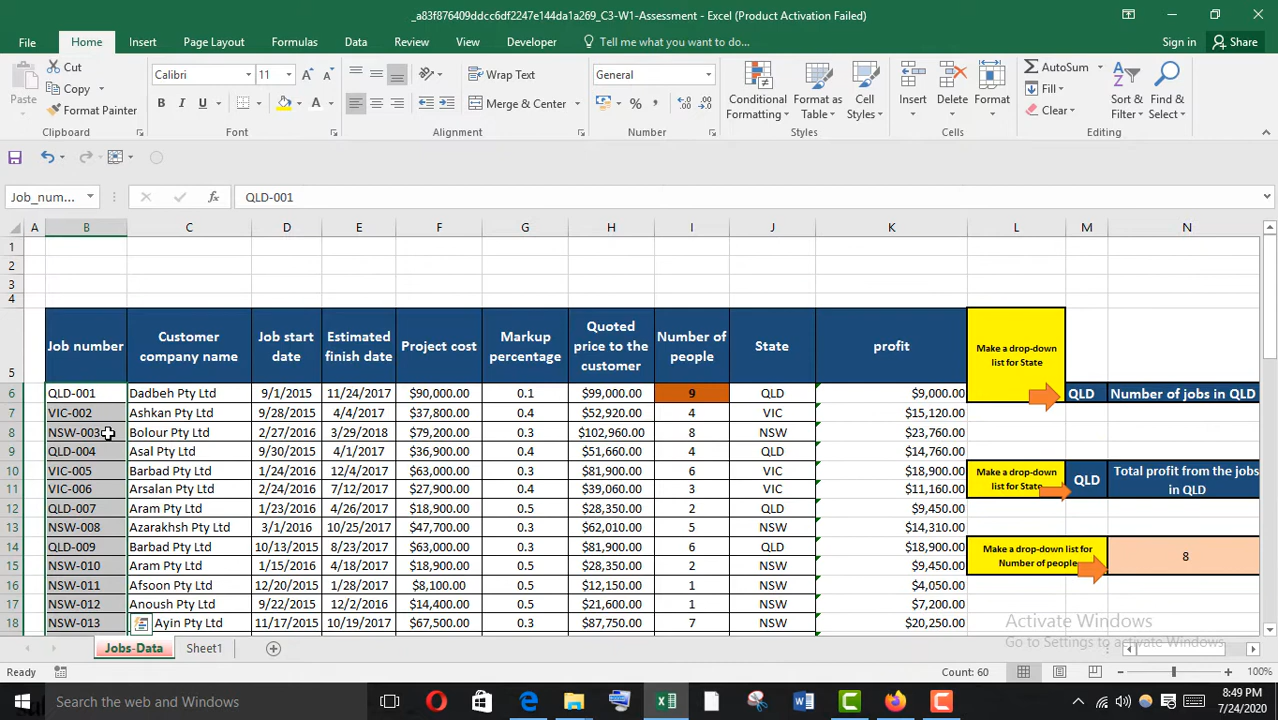 _a83f876409ddcc6df2247e144da1a269_C3-W1-Assessment - Excel (Product Activation Failed)
File Home Insert Page Layout Formulas Data Review View Developer Tell me what you want to do... Sign in Share
Paste Cut Copy Format Painter Clipboard
Calibri 11 A A B I U A Font
Wrap Text Merge & Center Alignment
General % , Number
Conditional Formatting Format as Table Cell Styles Styles
Insert Delete Format Cells
AutoSum Fill Clear Sort & Filter Find & Select Editing
Job_num... fx QLD-001
A B C D E F G H I J K L M N
1
2
3
4
5 Job number Customer company name Job start date Estimated finish date Project cost Markup percentage Quoted price to the customer Number of people State profit Make a drop-down list for State
6 QLD-001 Dadbeh Pty Ltd 9/1/2015 11/24/2017 $90,000.00 0.1 $99,000.00 9 QLD $9,000.00 QLD Number of jobs in QLD
7 VIC-002 Ashkan Pty Ltd 9/28/2015 4/4/2017 $37,800.00 0.4 $52,920.00 4 VIC $15,120.00
8 NSW-003 Bolour Pty Ltd 2/27/2016 3/29/2018 $79,200.00 0.3 $102,960.00 8 NSW $23,760.00
9 QLD-004 Asal Pty Ltd 9/30/2015 4/1/2017 $36,900.00 0.4 $51,660.00 4 QLD $14,760.00
10 VIC-005 Barbad Pty Ltd 1/24/2016 12/4/2017 $63,000.00 0.3 $81,900.00 6 VIC $18,900.00 Make a drop-down list for State QLD Total profit from the jobs in QLD
11 VIC-006 Arsalan Pty Ltd 2/24/2016 7/12/2017 $27,900.00 0.4 $39,060.00 3 VIC $11,160.00
12 QLD-007 Aram Pty Ltd 1/23/2016 4/26/2017 $18,900.00 0.5 $28,350.00 2 QLD $9,450.00
13 NSW-008 Azarakhsh Pty Ltd 3/1/2016 10/25/2017 $47,700.00 0.3 $62,010.00 5 NSW $14,310.00
14 QLD-009 Barbad Pty Ltd 10/13/2015 8/23/2017 $63,000.00 0.3 $81,900.00 6 QLD $18,900.00 Make a drop-down list for Number of people 8
15 NSW-010 Aram Pty Ltd 1/15/2016 4/18/2017 $18,900.00 0.5 $28,350.00 2 NSW $9,450.00
16 NSW-011 Afsoon Pty Ltd 12/20/2015 1/28/2017 $8,100.00 0.5 $12,150.00 1 NSW $4,050.00
17 NSW-012 Anoush Pty Ltd 9/22/2015 12/2/2016 $14,400.00 0.5 $21,600.00 1 NSW $7,200.00
18 NSW-013 Ayin Pty Ltd 11/17/2015 10/19/2017 $67,500.00 0.3 $87,750.00 7 NSW $20,250.00
Activate Windows
Go to Settings to activate Windows.
Jobs-Data Sheet1
Ready Count: 60 100%
Search the web and Windows 8:49 PM
7/24/2020